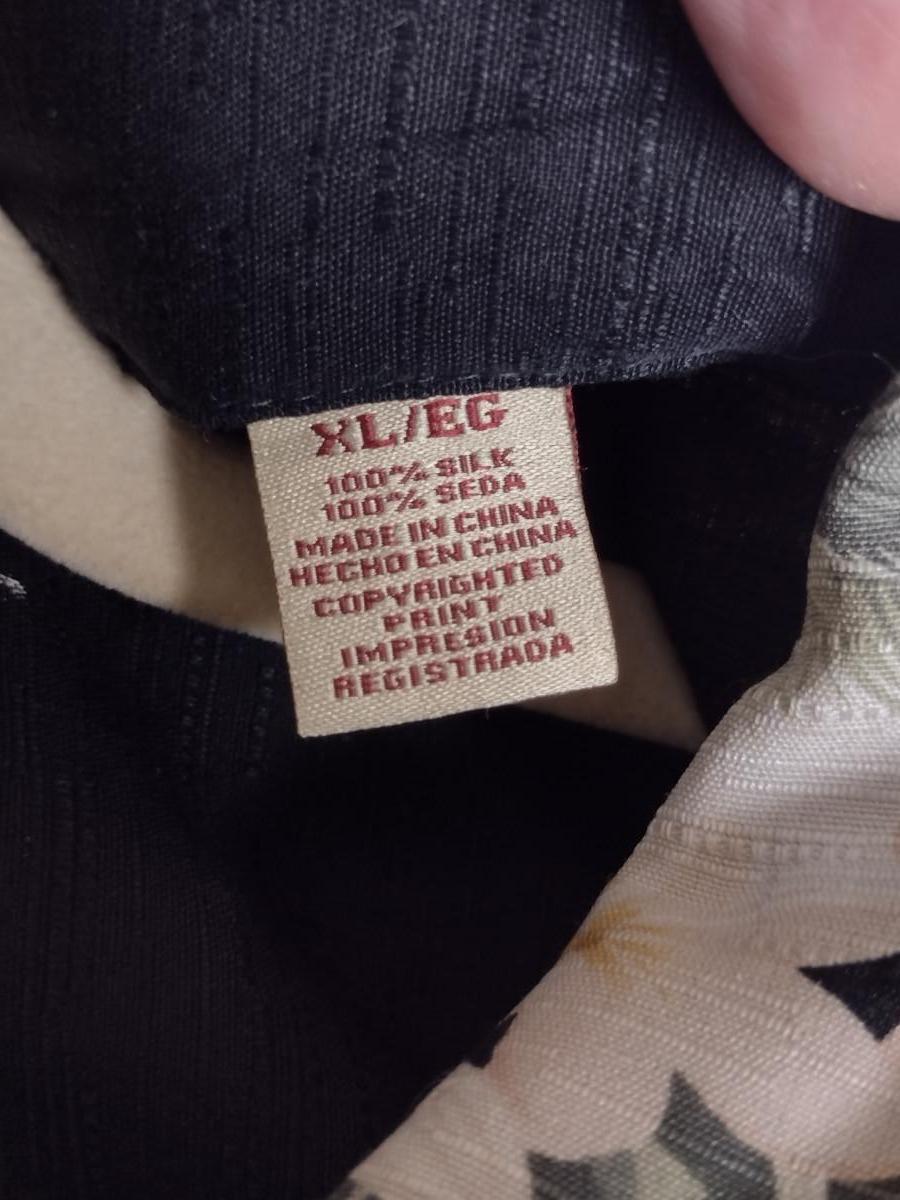 XL/EG
100% SILK
100% SEDA
MADE IN CHINA
HECHO EN CHINA
COPYRIGHTED
PRINT
IMPRESION
REGISTRADA